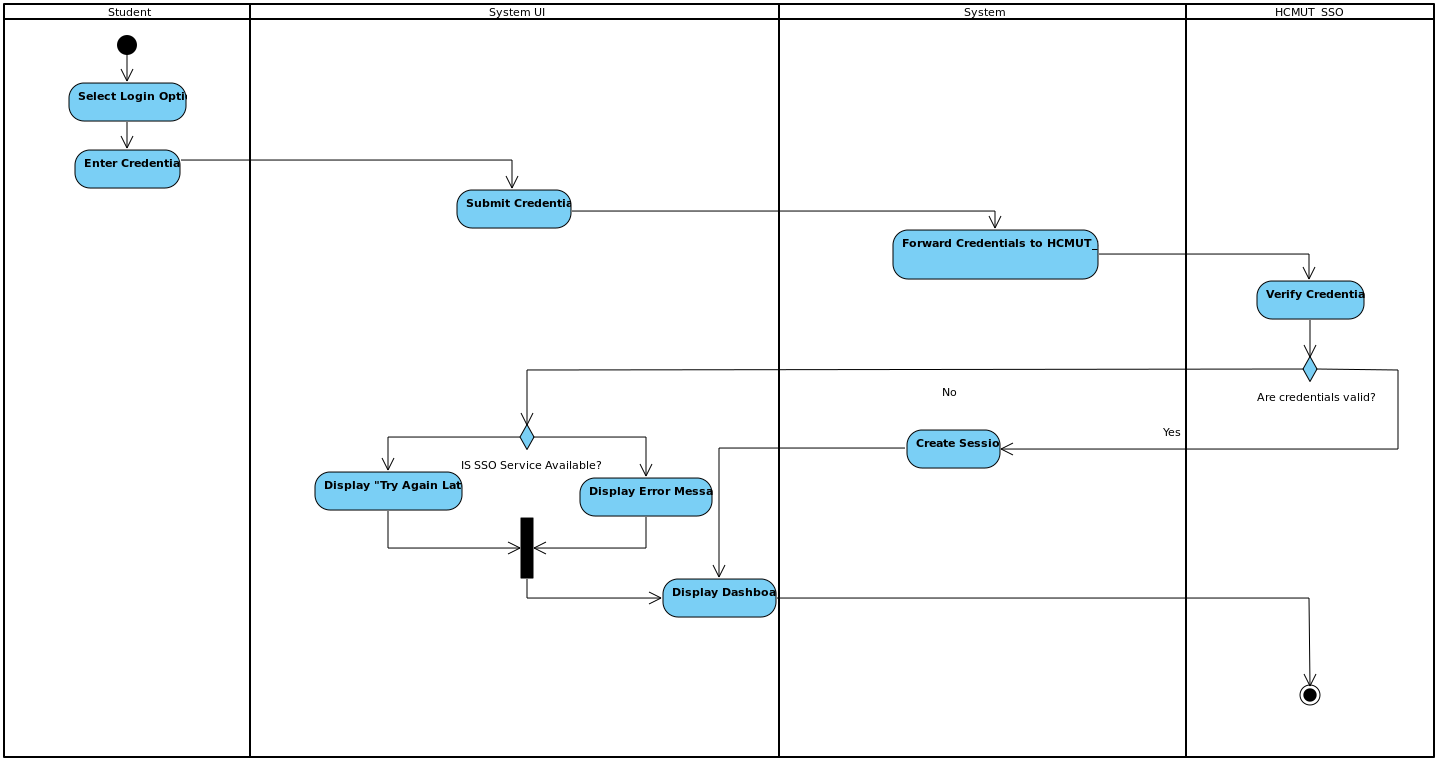 Student
System UI
System
HCMUT_SSO
Select Login Opti
Enter Credentia
Submit Credentia
Forward Credentials to HCMUT_
Verify Credentia
Are credentials valid?
No
Yes
Create Sessio
IS SSO Service Available?
Display "Try Again Lat
Display Error Messa
Display Dashboa